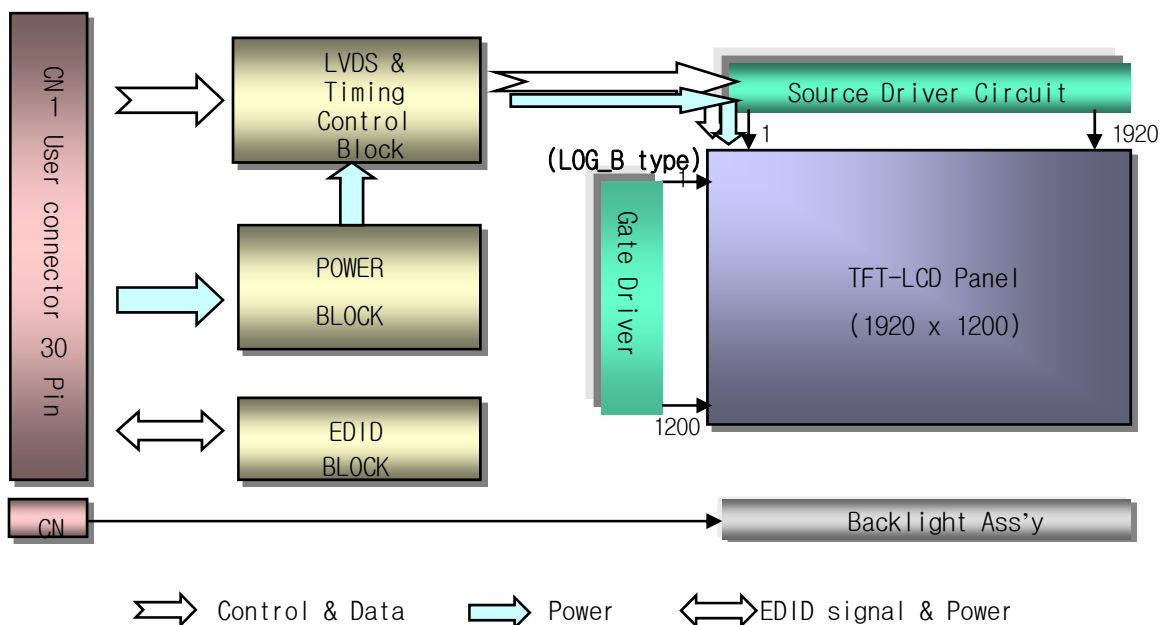 CN- User connector 30 Pin
LVDS &
Timing
Control
Block
Source Driver Circuit
1
1920
(LOG_B type)
1
Gate Driver
1200
POWER
BLOCK
TFT-LCD Panel
(1920 x 1200)
EDID
BLOCK
CN
Backlight Ass'y
Control & Data
Power
EDID signal & Power